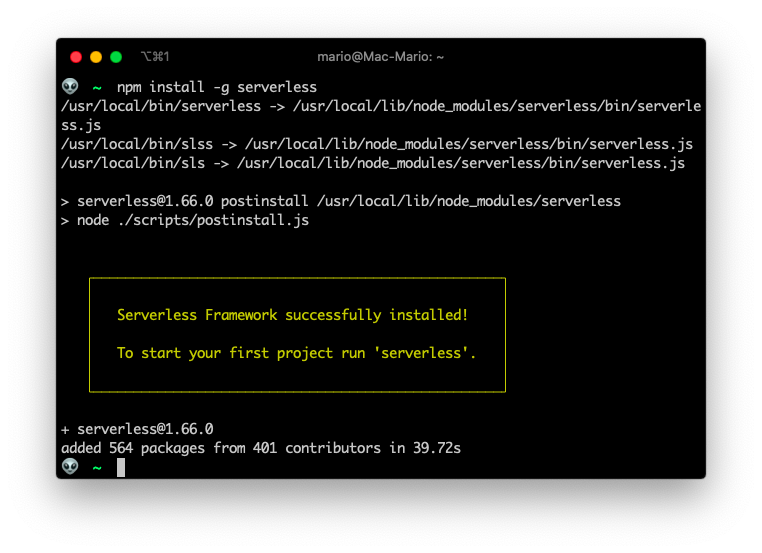 ⌥⌘1 mario@Mac-Mario: ~
👽 ~ npm install -g serverless
/usr/local/bin/serverless -> /usr/local/lib/node_modules/serverless/bin/serverle
ss.js
/usr/local/bin/slss -> /usr/local/lib/node_modules/serverless/bin/serverless.js
/usr/local/bin/sls -> /usr/local/lib/node_modules/serverless/bin/serverless.js
> serverless@1.66.0 postinstall /usr/local/lib/node_modules/serverless
> node ./scripts/postinstall.js
Serverless Framework successfully installed!
To start your first project run 'serverless'.
+ serverless@1.66.0
added 564 packages from 401 contributors in 39.72s
👽 ~